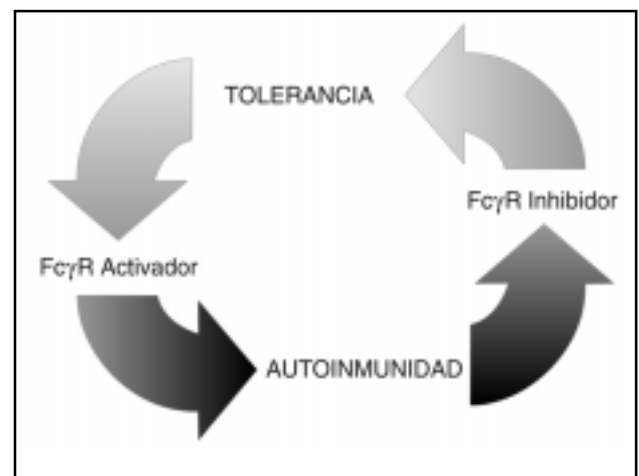 TOLERANCIA
FcγR Inhibidor
FcγR Activador
AUTOINMUNIDAD